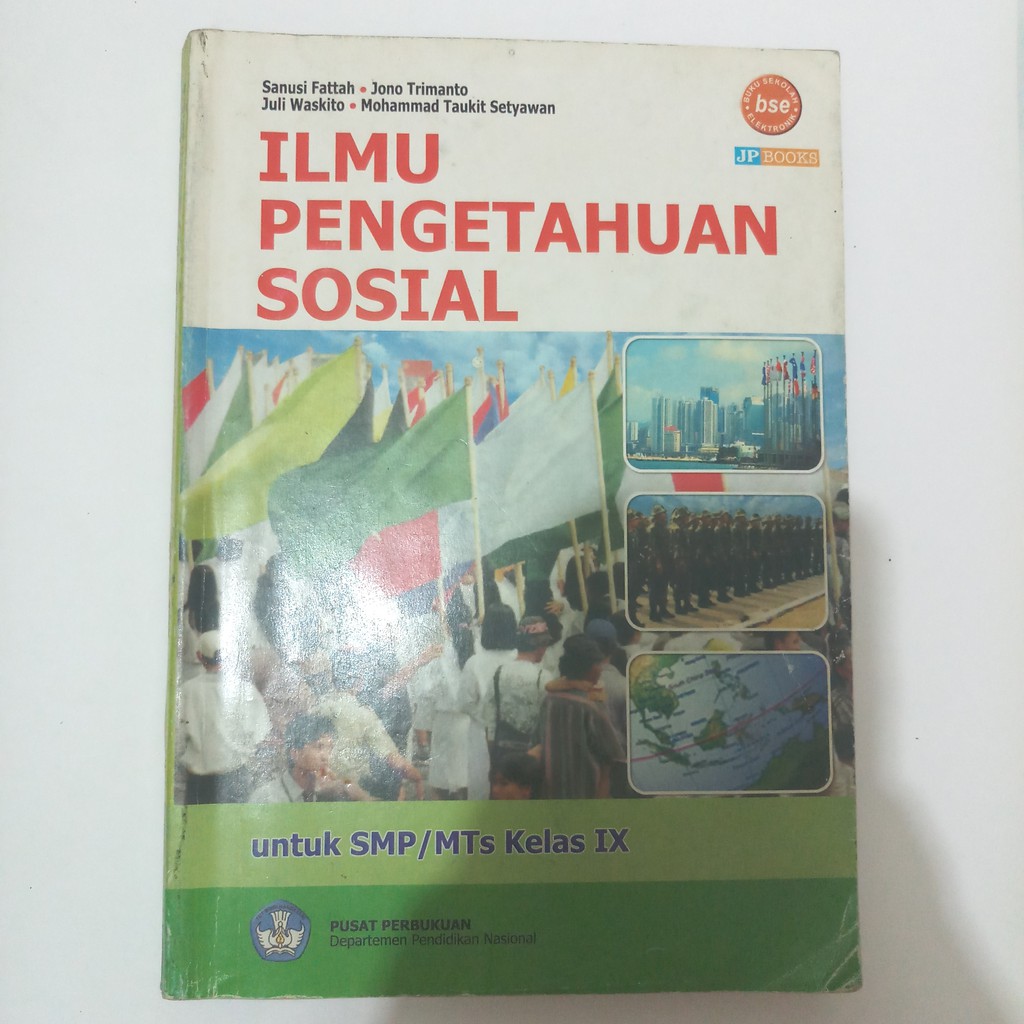 Sanusi Fattah • Jono Trimanto
Juli Waskito • Mohammad Taukit Setyawan
BUKU SEKOLAH
bse
ELEKTRONIK
JP BOOKS
ILMU
PENGETAHUAN
SOSIAL
untuk SMP/MTs Kelas IX
PUSAT PERBUKUAN
Departemen Pendidikan Nasional